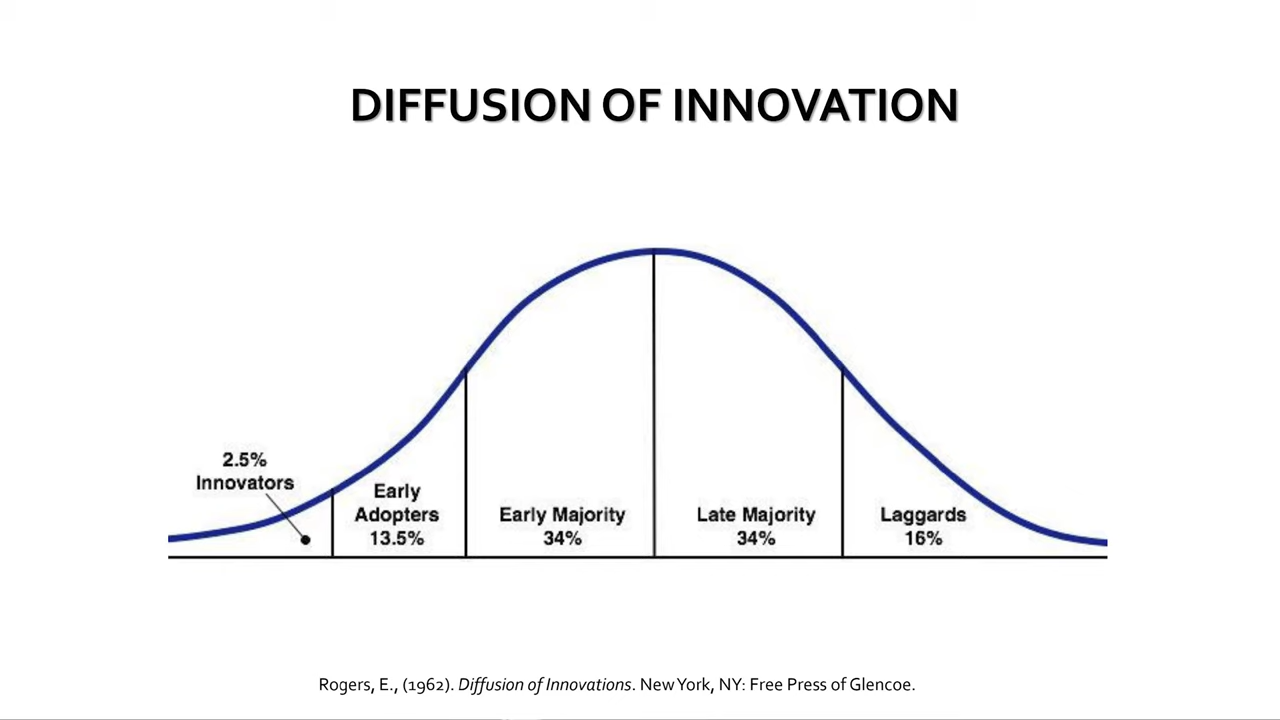 DIFFUSION OF INNOVATION
2.5%
Innovators
Early
Adopters
13.5%
Early Majority
34%
Late Majority
34%
Laggards
16%
Rogers, E., (1962). Diffusion of Innovations. New York, NY: Free Press of Glencoe.